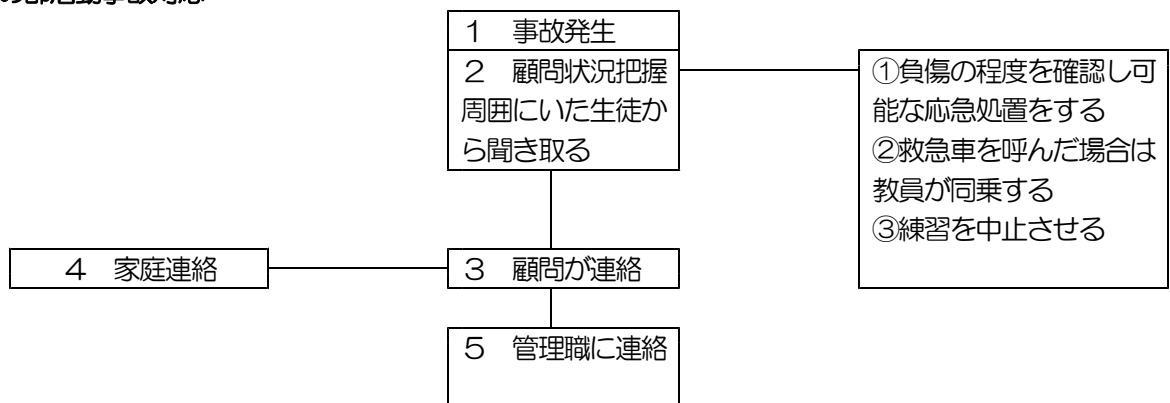 部活動事故対応
１　事故発生
２　顧問状況把握
周囲にいた生徒か
ら聞き取る
①負傷の程度を確認し可
能な応急処置をする
②救急車を呼んだ場合は
教員が同乗する
③練習を中止させる
４　家庭連絡
３　顧問が連絡
５　管理職に連絡